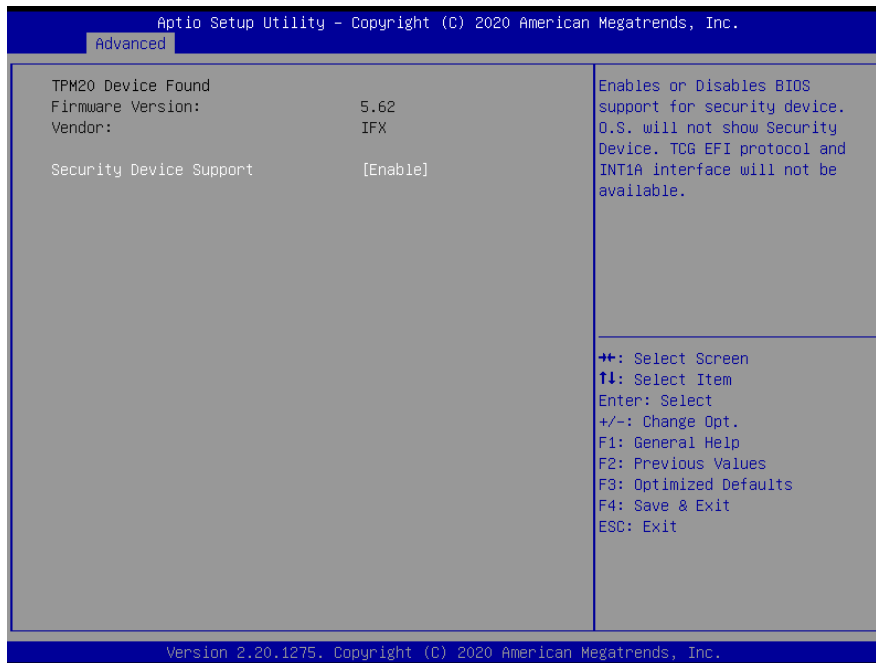 Aptio Setup Utility – Copyright (C) 2020 American Megatrends, Inc.
Advanced
TPM20 Device Found
Firmware Version: 5.62
Vendor: IFX
Security Device Support [Enable]
Enables or Disables BIOS
support for security device.
O.S. will not show Security
Device. TCG EFI protocol and
INT1A interface will not be
available.
→←: Select Screen
↑↓: Select Item
Enter: Select
+/-: Change Opt.
F1: General Help
F2: Previous Values
F3: Optimized Defaults
F4: Save & Exit
ESC: Exit
Version 2.20.1275. Copyright (C) 2020 American Megatrends, Inc.